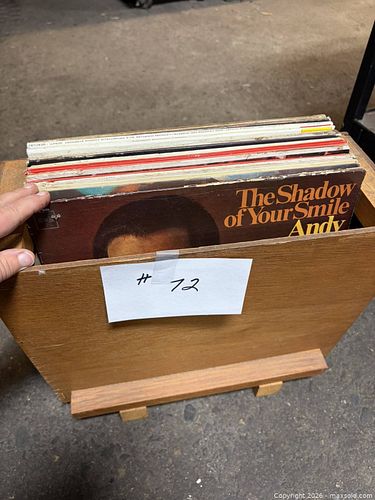 The Shadow
of Your Smile
Andy
# 72
Copyright 2026 - maxsold.com